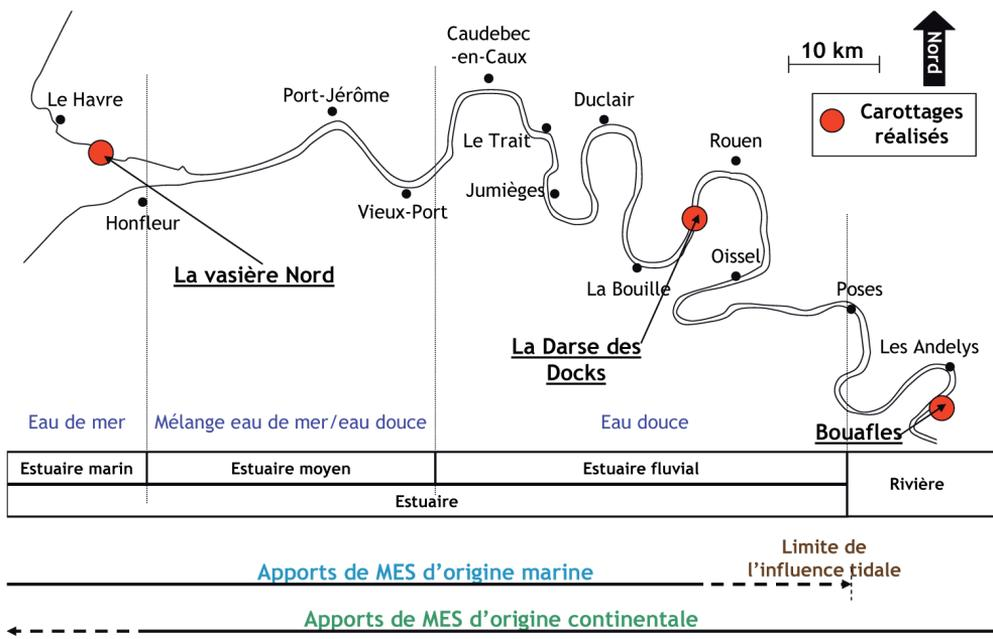 Caudebec
-en-Caux
10 km
Nord
Le Havre
Port-Jérôme
Duclair
Carottages
réalisés
Le Trait
Rouen
Jumièges
Vieux-Port
Honfleur
La vasière Nord
Oissel
La Bouille
Poses
La Darse des
Docks
Les Andelys
Eau de mer
Mélange eau de mer/eau douce
Eau douce
Bouafles
Estuaire marin
Estuaire moyen
Estuaire fluvial
Rivière
Estuaire
Limite de
l'influence tidale
Apports de MES d'origine marine
Apports de MES d'origine continentale